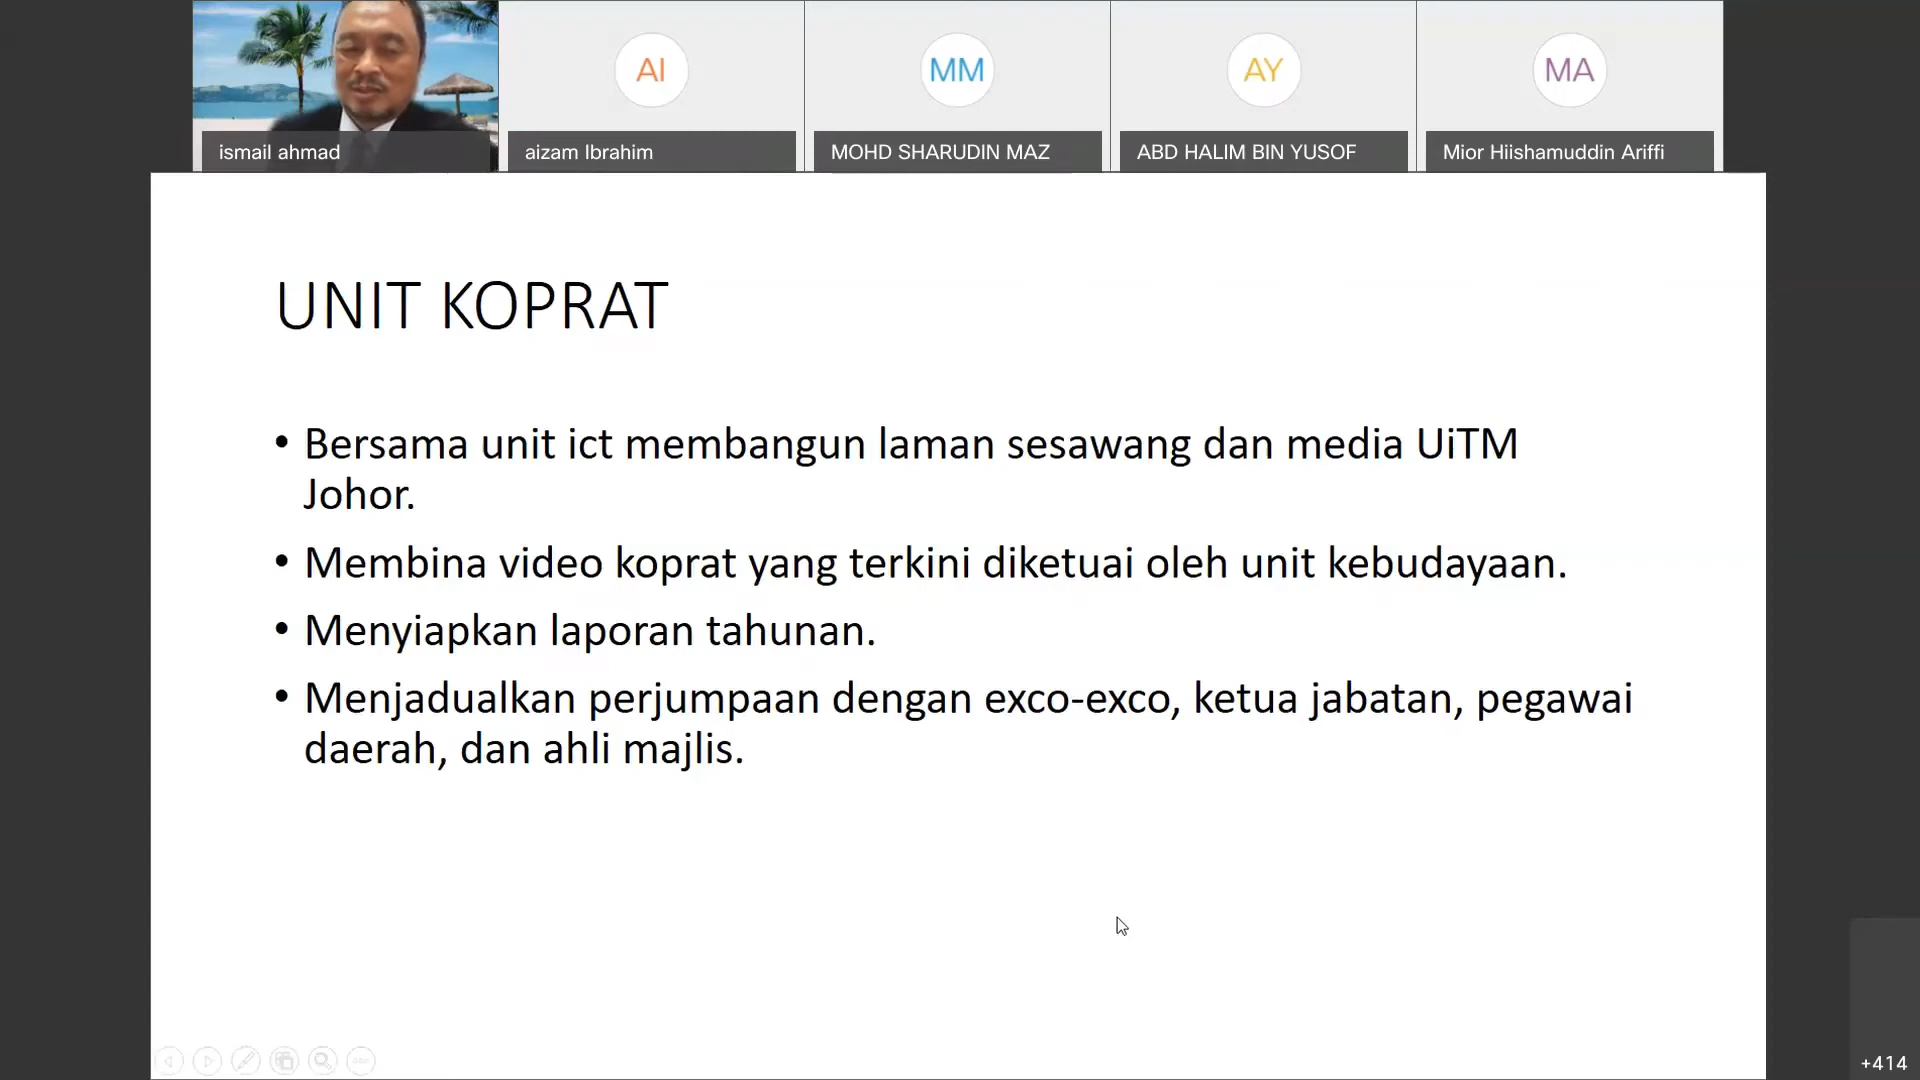 ismail ahmad
AI
aizam Ibrahim
MM
MOHD SHARUDIN MAZ
AY
ABD HALIM BIN YUSOF
MA
Mior Hiishamuddin Ariffi
UNIT KOPRAT
• Bersama unit ict membangun laman sesawang dan media UiTM
Johor.
• Membina video koprat yang terkini diketuai oleh unit kebudayaan.
• Menyiapkan laporan tahunan.
• Menjadualkan perjumpaan dengan exco-exco, ketua jabatan, pegawai
daerah, dan ahli majlis.
+414